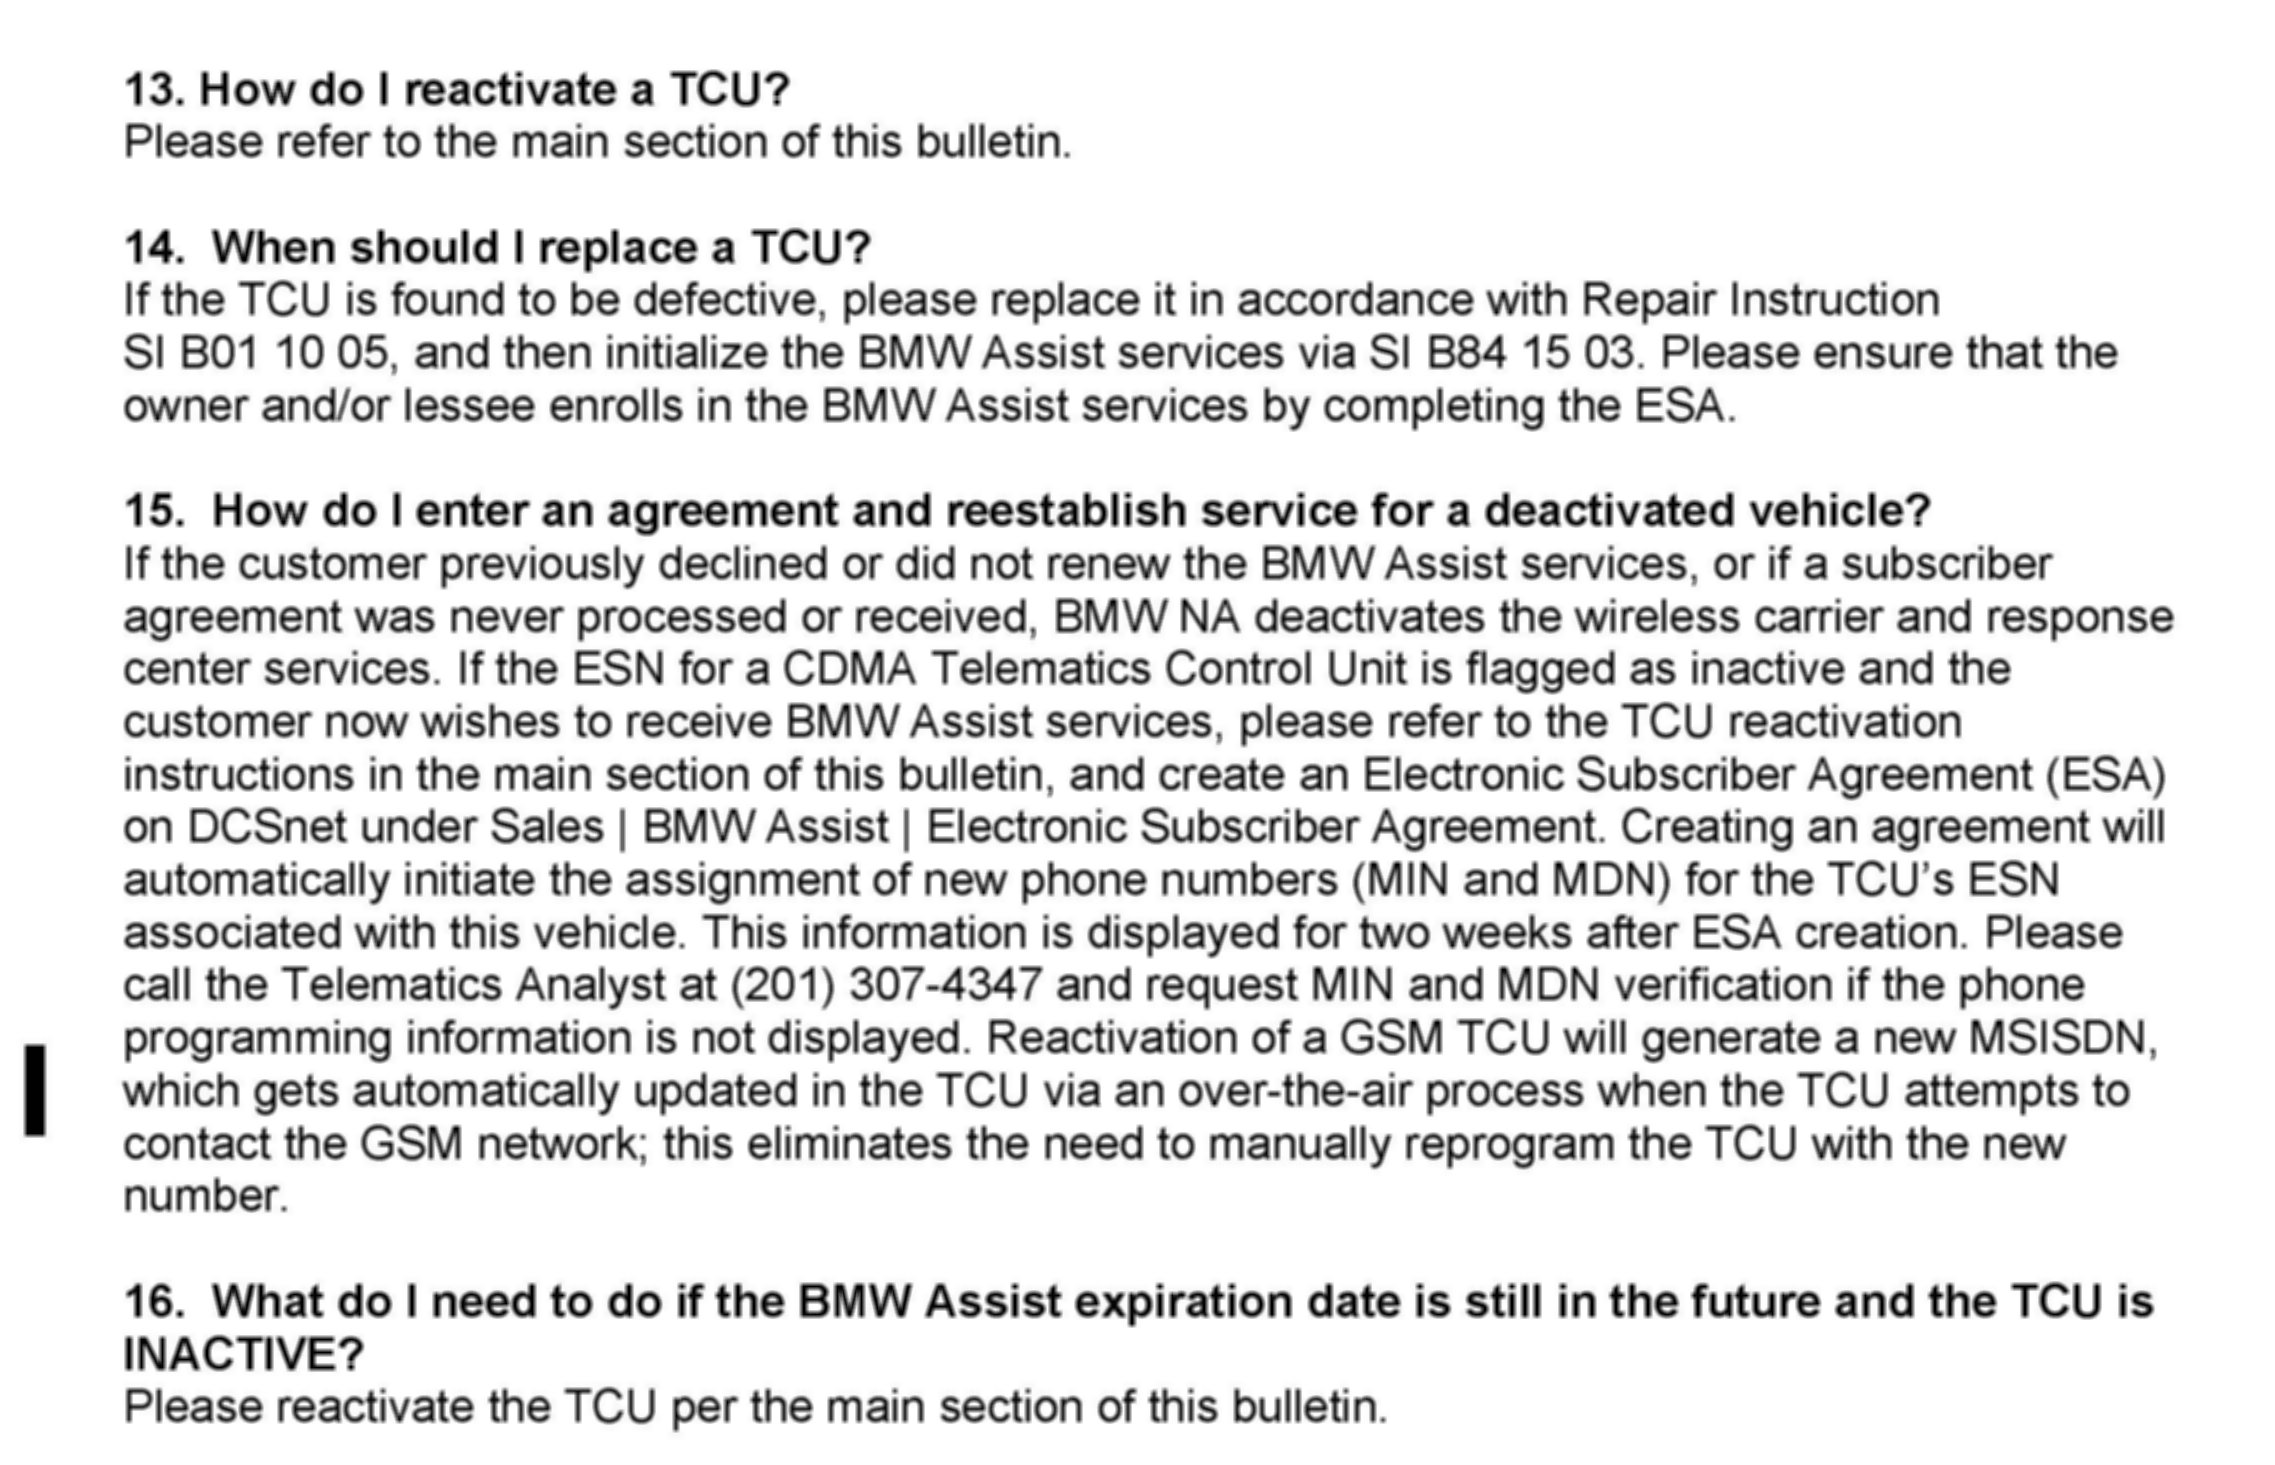 13. How do I reactivate a TCU?
Please refer to the main section of this bulletin.
14.  When should I replace a TCU?
If the TCU is found to be defective, please replace it in accordance with Repair Instruction
SI B01 10 05, and then initialize the BMW Assist services via SI B84 15 03. Please ensure that the
owner and/or lessee enrolls in the BMW Assist services by completing the ESA.
15.  How do I enter an agreement and reestablish service for a deactivated vehicle?
If the customer previously declined or did not renew the BMW Assist services, or if a subscriber
agreement was never processed or received, BMW NA deactivates the wireless carrier and response
center services. If the ESN for a CDMA Telematics Control Unit is flagged as inactive and the
customer now wishes to receive BMW Assist services, please refer to the TCU reactivation
instructions in the main section of this bulletin, and create an Electronic Subscriber Agreement (ESA)
on DCSnet under Sales | BMW Assist | Electronic Subscriber Agreement. Creating an agreement will
automatically initiate the assignment of new phone numbers (MIN and MDN) for the TCU’s ESN
associated with this vehicle. This information is displayed for two weeks after ESA creation. Please
call the Telematics Analyst at (201) 307-4347 and request MIN and MDN verification if the phone
programming information is not displayed. Reactivation of a GSM TCU will generate a new MSISDN,
which gets automatically updated in the TCU via an over-the-air process when the TCU attempts to
contact the GSM network; this eliminates the need to manually reprogram the TCU with the new
number.
16.  What do I need to do if the BMW Assist expiration date is still in the future and the TCU is
INACTIVE?
Please reactivate the TCU per the main section of this bulletin.